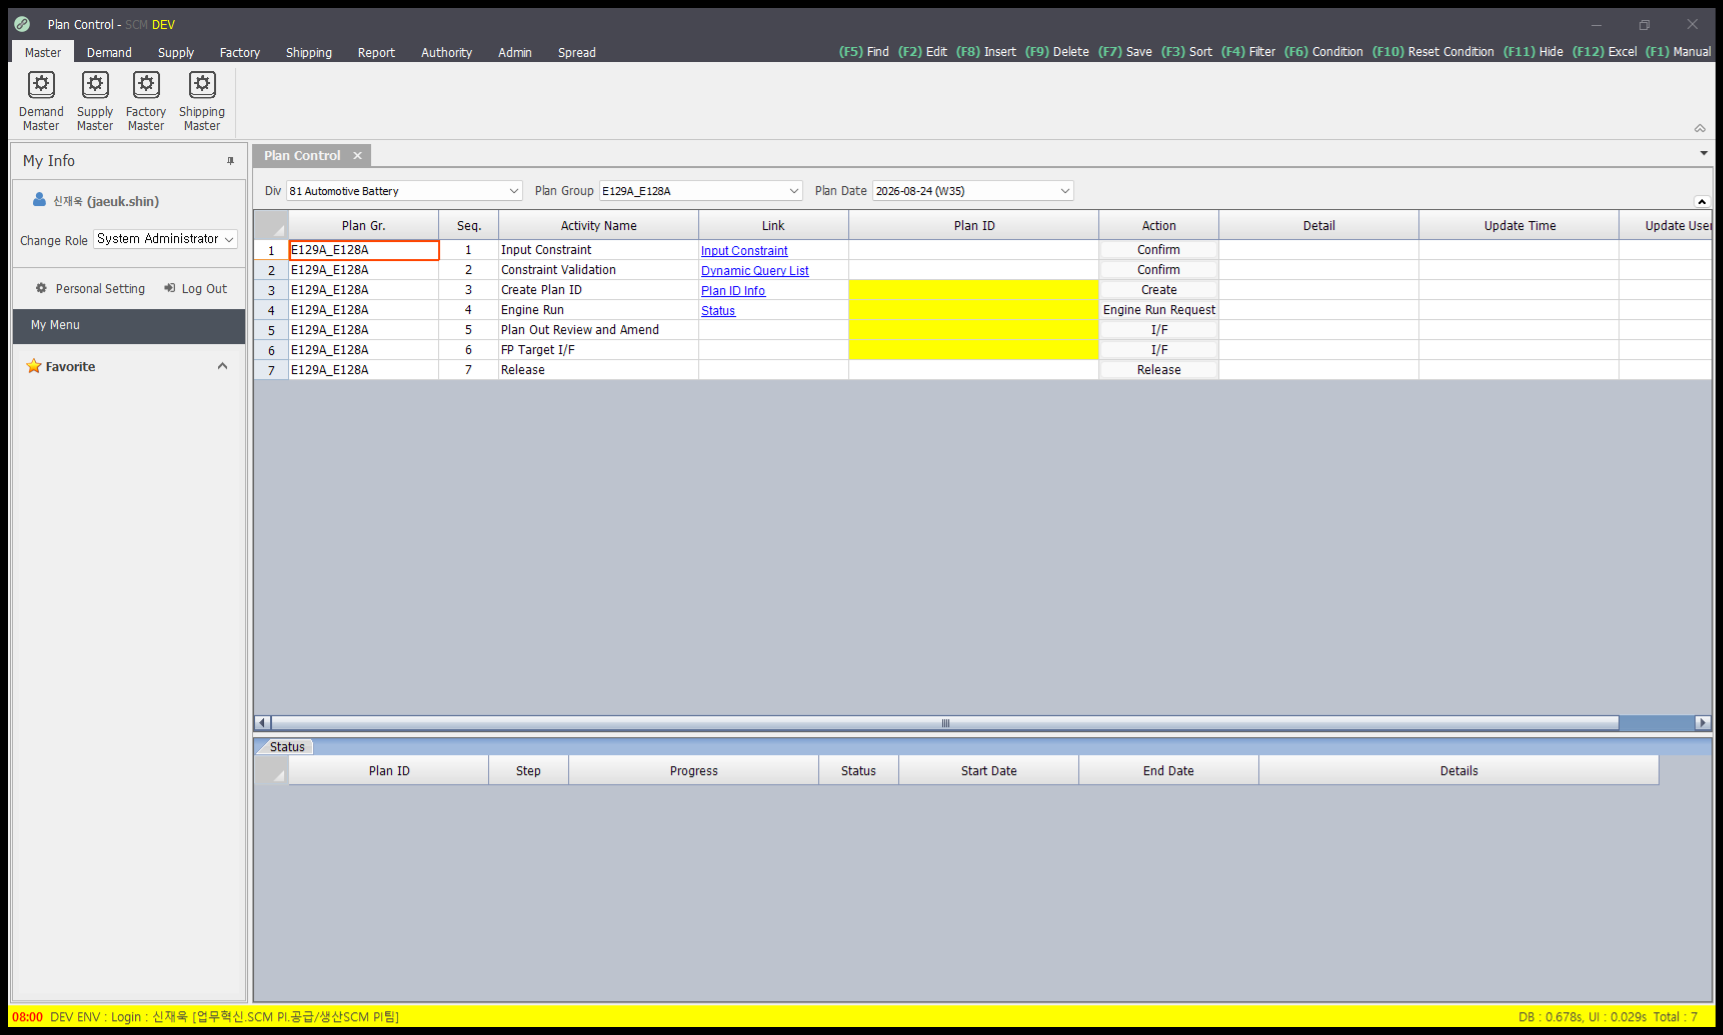 Plan Control - SCM DEV
Master Demand Supply Factory Shipping Report Authority Admin Spread (F5) Find (F2) Edit (F8) Insert (F9) Delete (F7) Save (F3) Sort (F4) Filter (F6) Condition (F10) Reset Condition (F11) Hide (F12) Excel (F1) Manual
Demand Master Supply Master Factory Master Shipping Master
My Info
신재욱 (jaeuk.shin)
Change Role System Administrator
Personal Setting Log Out
My Menu
Favorite
Plan Control
Div 81 Automotive Battery Plan Group E129A_E128A Plan Date 2026-08-24 (W35)
Plan Gr. Seq. Activity Name Link Plan ID Action Detail Update Time Update User
1 E129A_E128A 1 Input Constraint Input Constraint Confirm
2 E129A_E128A 2 Constraint Validation Dynamic Query List Confirm
3 E129A_E128A 3 Create Plan ID Plan ID Info Create
4 E129A_E128A 4 Engine Run Status Engine Run Request
5 E129A_E128A 5 Plan Out Review and Amend I/F
6 E129A_E128A 6 FP Target I/F I/F
7 E129A_E128A 7 Release Release
Status
Plan ID Step Progress Status Start Date End Date Details
08:00 DEV ENV : Login : 신재욱 [업무혁신.SCM PI.공급/생산SCM PI팀] DB : 0.678s, UI : 0.029s Total : 7